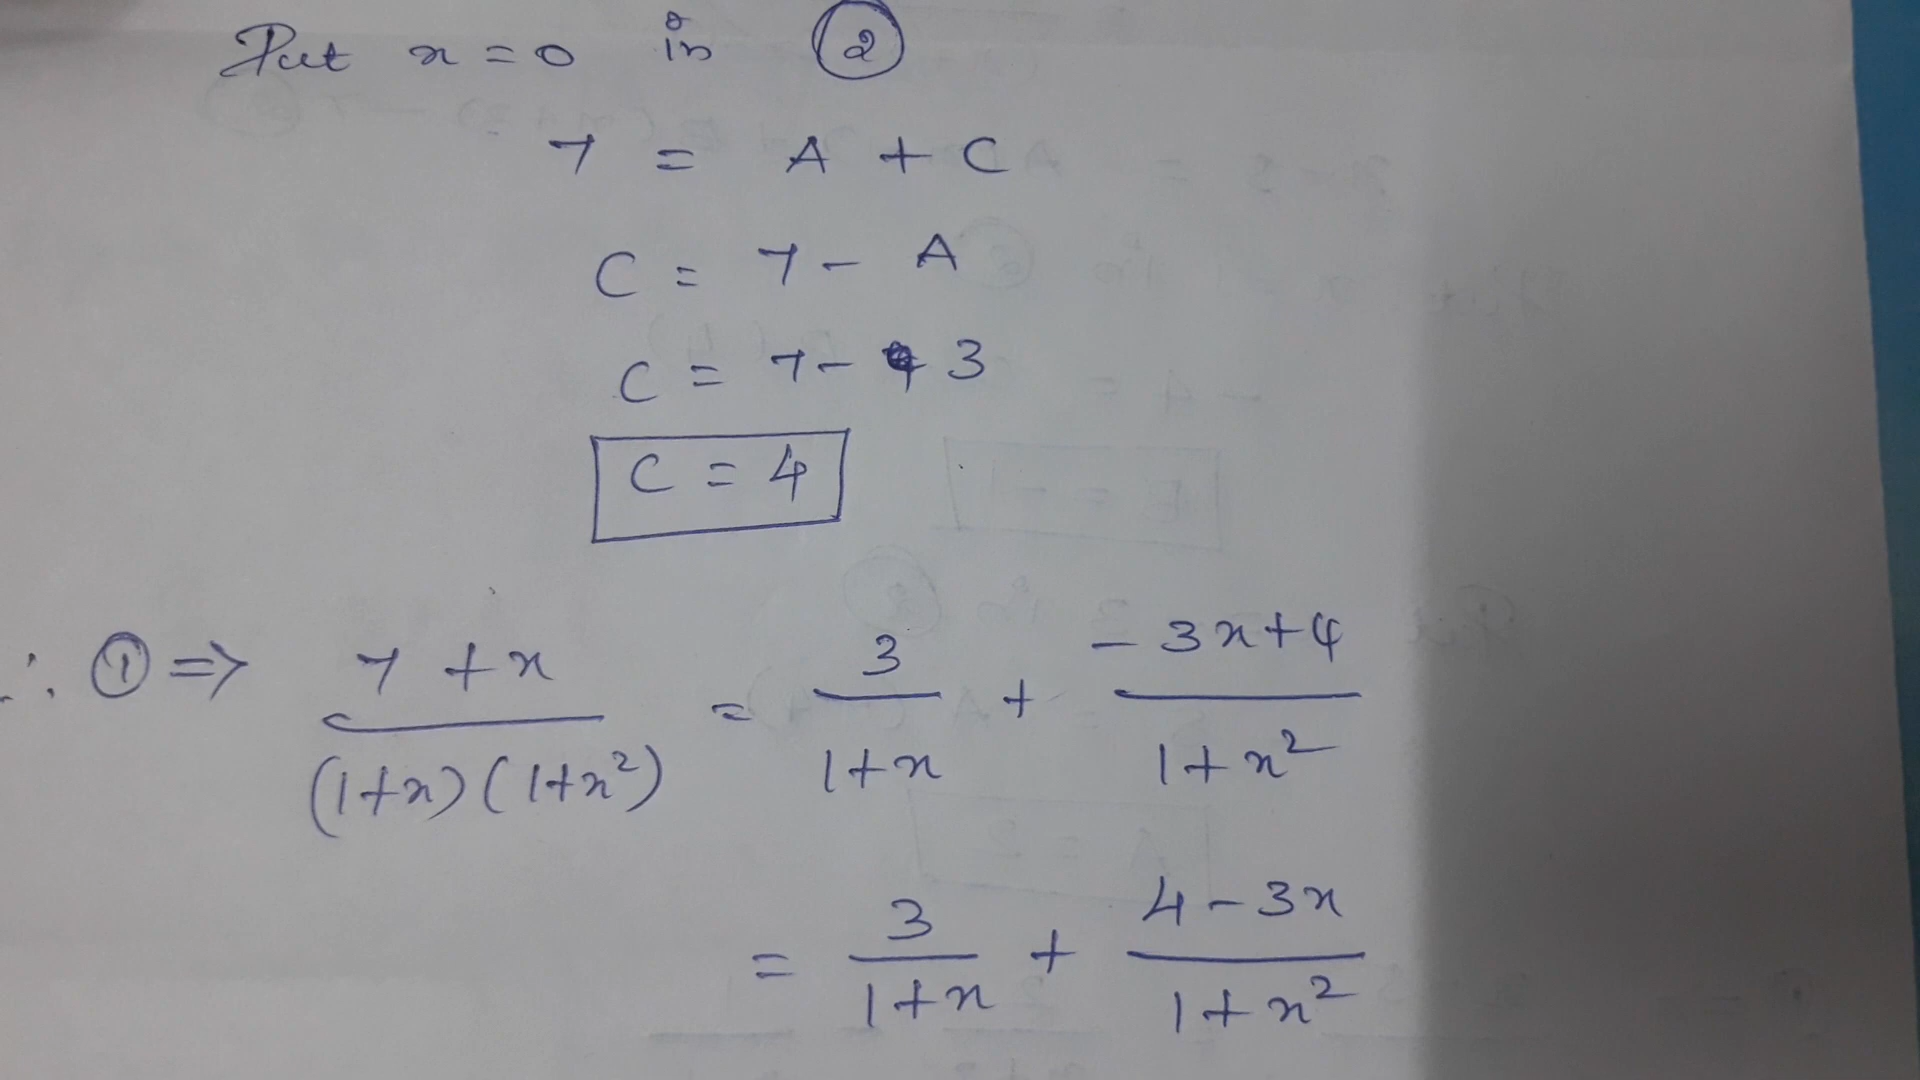 Put x = 0 in ②
7 = A + C
C = 7 - A
C = 7 - 3
C = 4
∴ ① => 7 + x / (1+x)(1+x²) = 3 / 1+x + -3x+4 / 1+x²
= 3 / 1+x + 4-3x / 1+x²